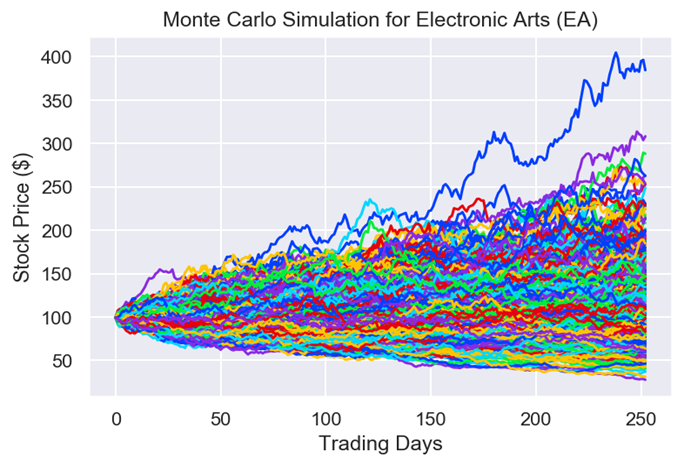 Monte Carlo Simulation for Electronic Arts (EA)
400
350
300
250
200
150
100
50
Stock Price ($)
0 50 100 150 200 250
Trading Days